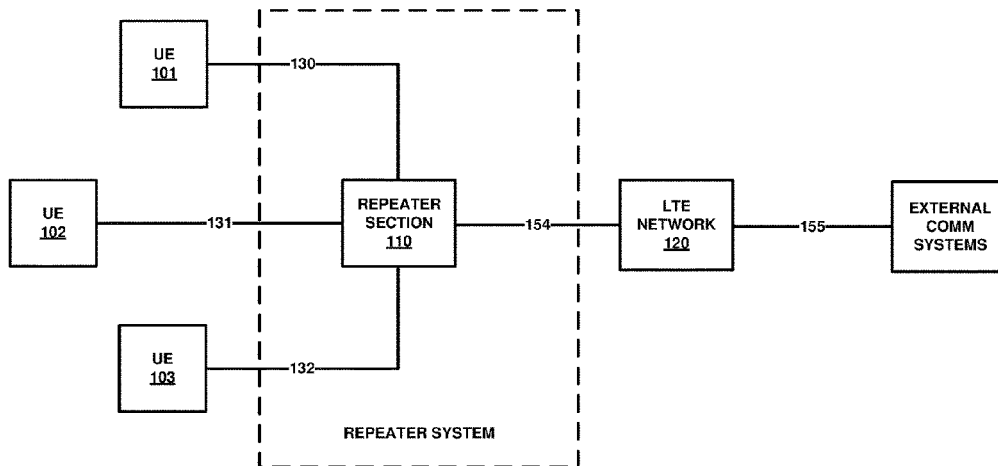 UE
101
130
UE
102
131
REPEATER
SECTION
110
154
LTE
NETWORK
120
155
EXTERNAL
COMM
SYSTEMS
UE
103
132
REPEATER SYSTEM